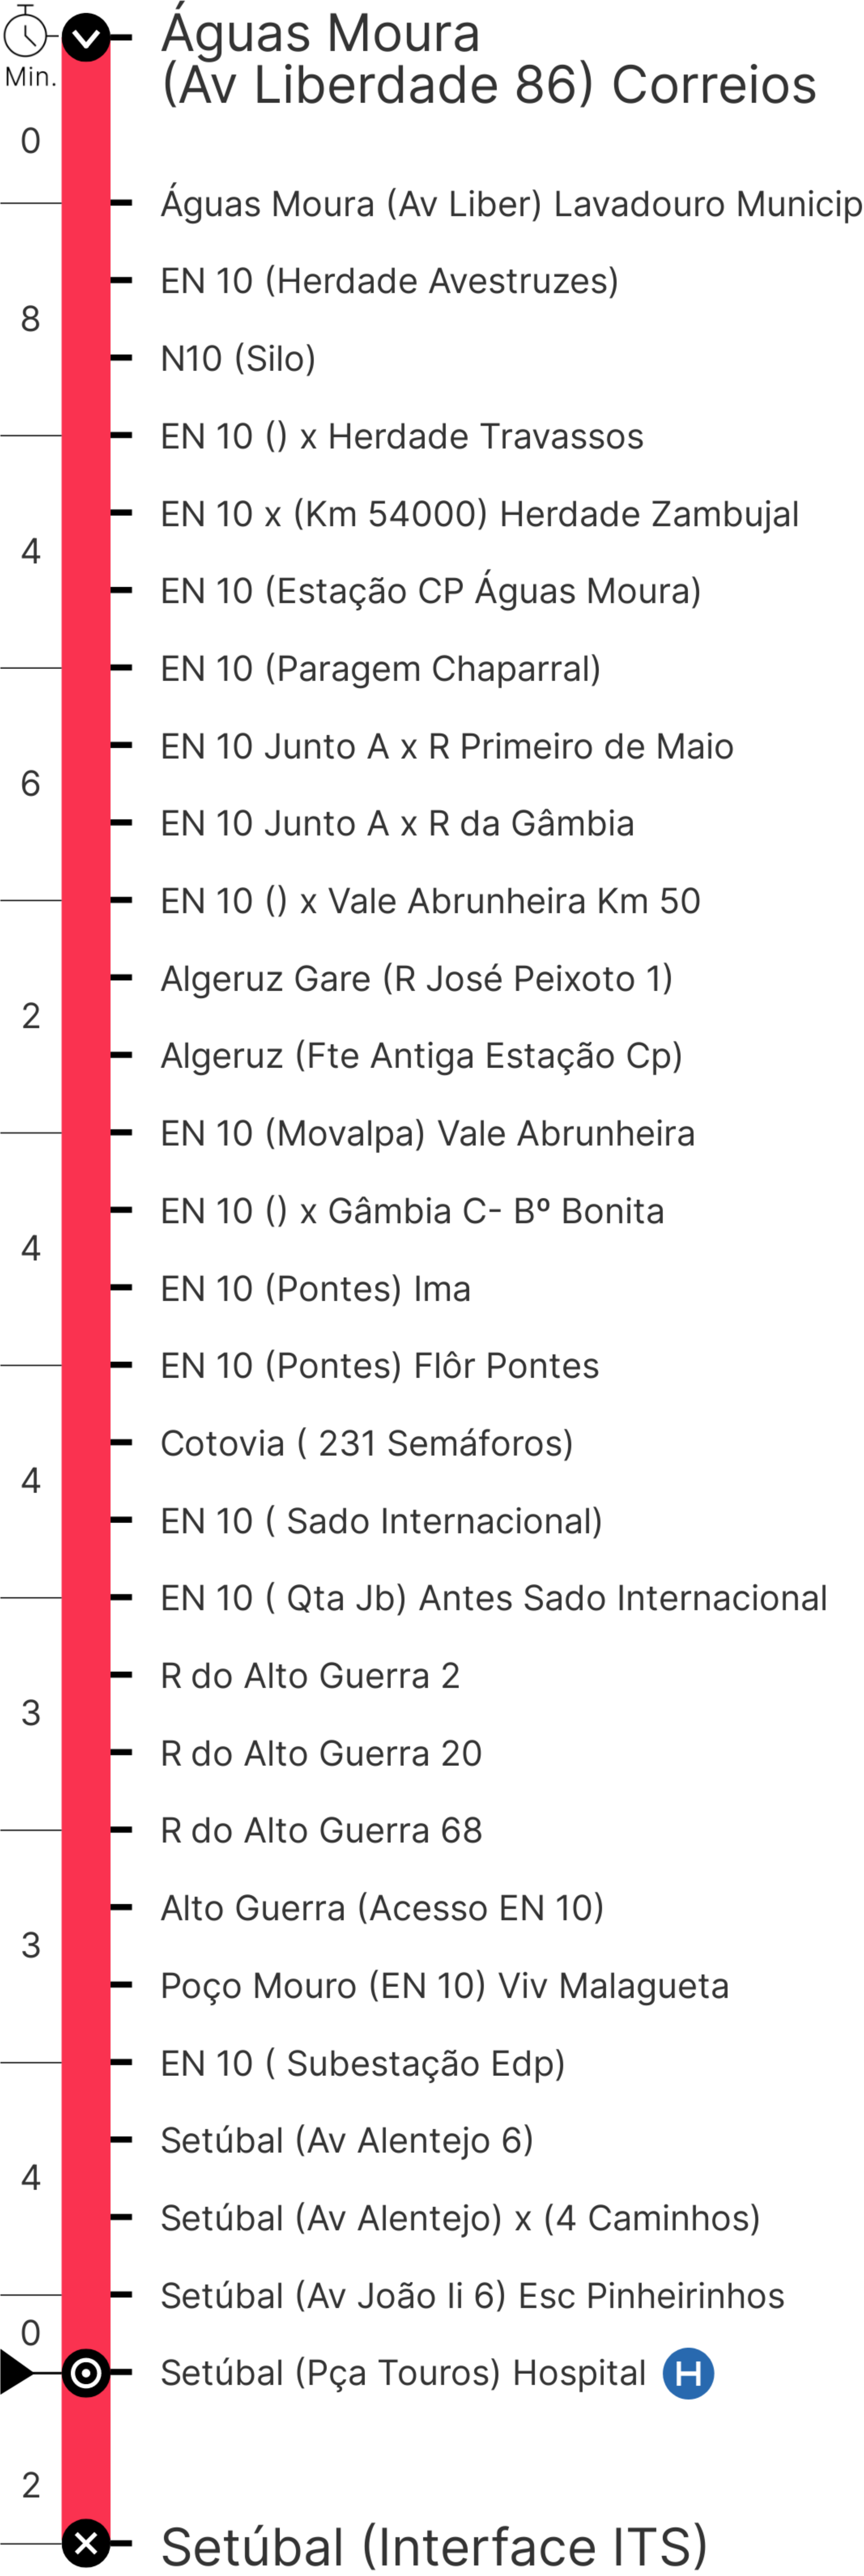 Águas Moura
(Av Liberdade 86) Correios
Min.
0
Águas Moura (Av Liber) Lavadouro Municip
EN 10 (Herdade Avestruzes)
8
N10 (Silo)
EN 10 () x Herdade Travassos
EN 10 x (Km 54000) Herdade Zambujal
4
EN 10 (Estação CP Águas Moura)
EN 10 (Paragem Chaparral)
EN 10 Junto A x R Primeiro de Maio
6
EN 10 Junto A x R da Gâmbia
EN 10 () x Vale Abrunheira Km 50
Algeruz Gare (R José Peixoto 1)
2
Algeruz (Fte Antiga Estação Cp)
EN 10 (Movalpa) Vale Abrunheira
EN 10 () x Gâmbia C- Bº Bonita
4
EN 10 (Pontes) Ima
EN 10 (Pontes) Flôr Pontes
Cotovia ( 231 Semáforos)
4
EN 10 ( Sado Internacional)
EN 10 ( Qta Jb) Antes Sado Internacional
R do Alto Guerra 2
3
R do Alto Guerra 20
R do Alto Guerra 68
Alto Guerra (Acesso EN 10)
3
Poço Mouro (EN 10) Viv Malagueta
EN 10 ( Subestação Edp)
Setúbal (Av Alentejo 6)
4
Setúbal (Av Alentejo) x (4 Caminhos)
Setúbal (Av João Ii 6) Esc Pinheirinhos
0
Setúbal (Pça Touros) Hospital H
2
Setúbal (Interface ITS)